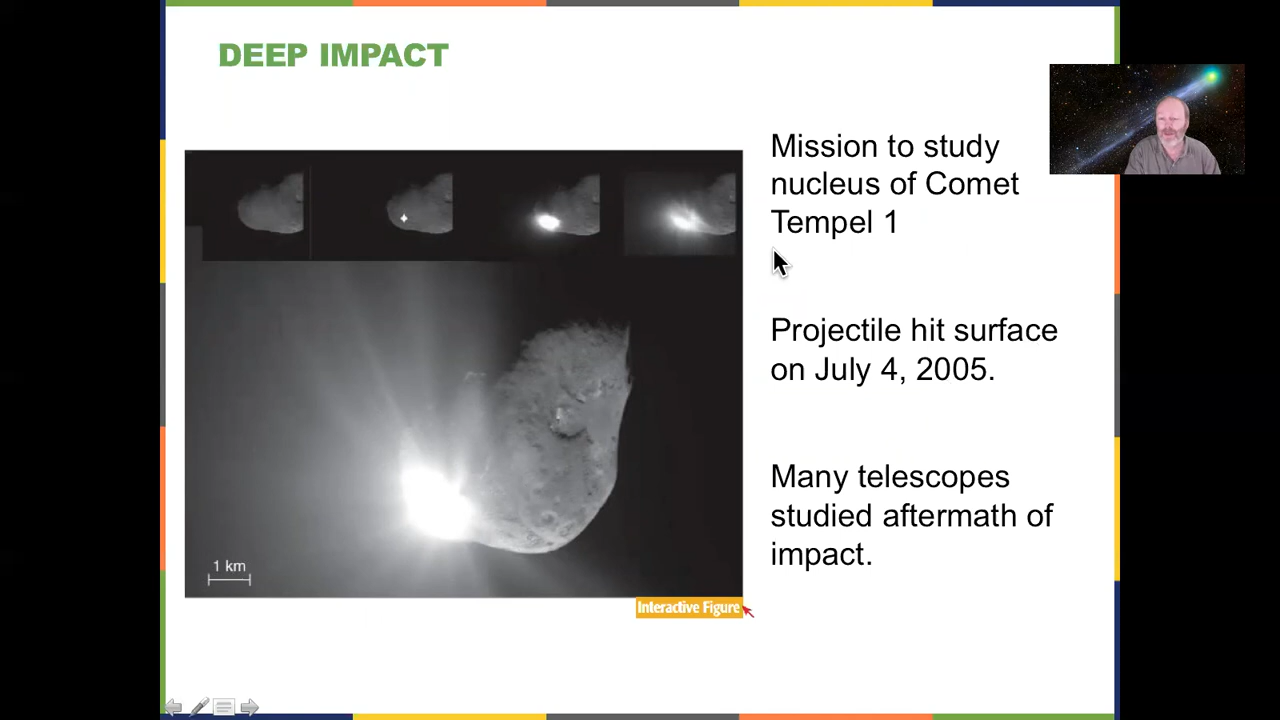 DEEP IMPACT
Mission to study
nucleus of Comet
Tempel 1
Projectile hit surface
on July 4, 2005.
Many telescopes
studied aftermath of
impact.
1 km
Interactive Figure